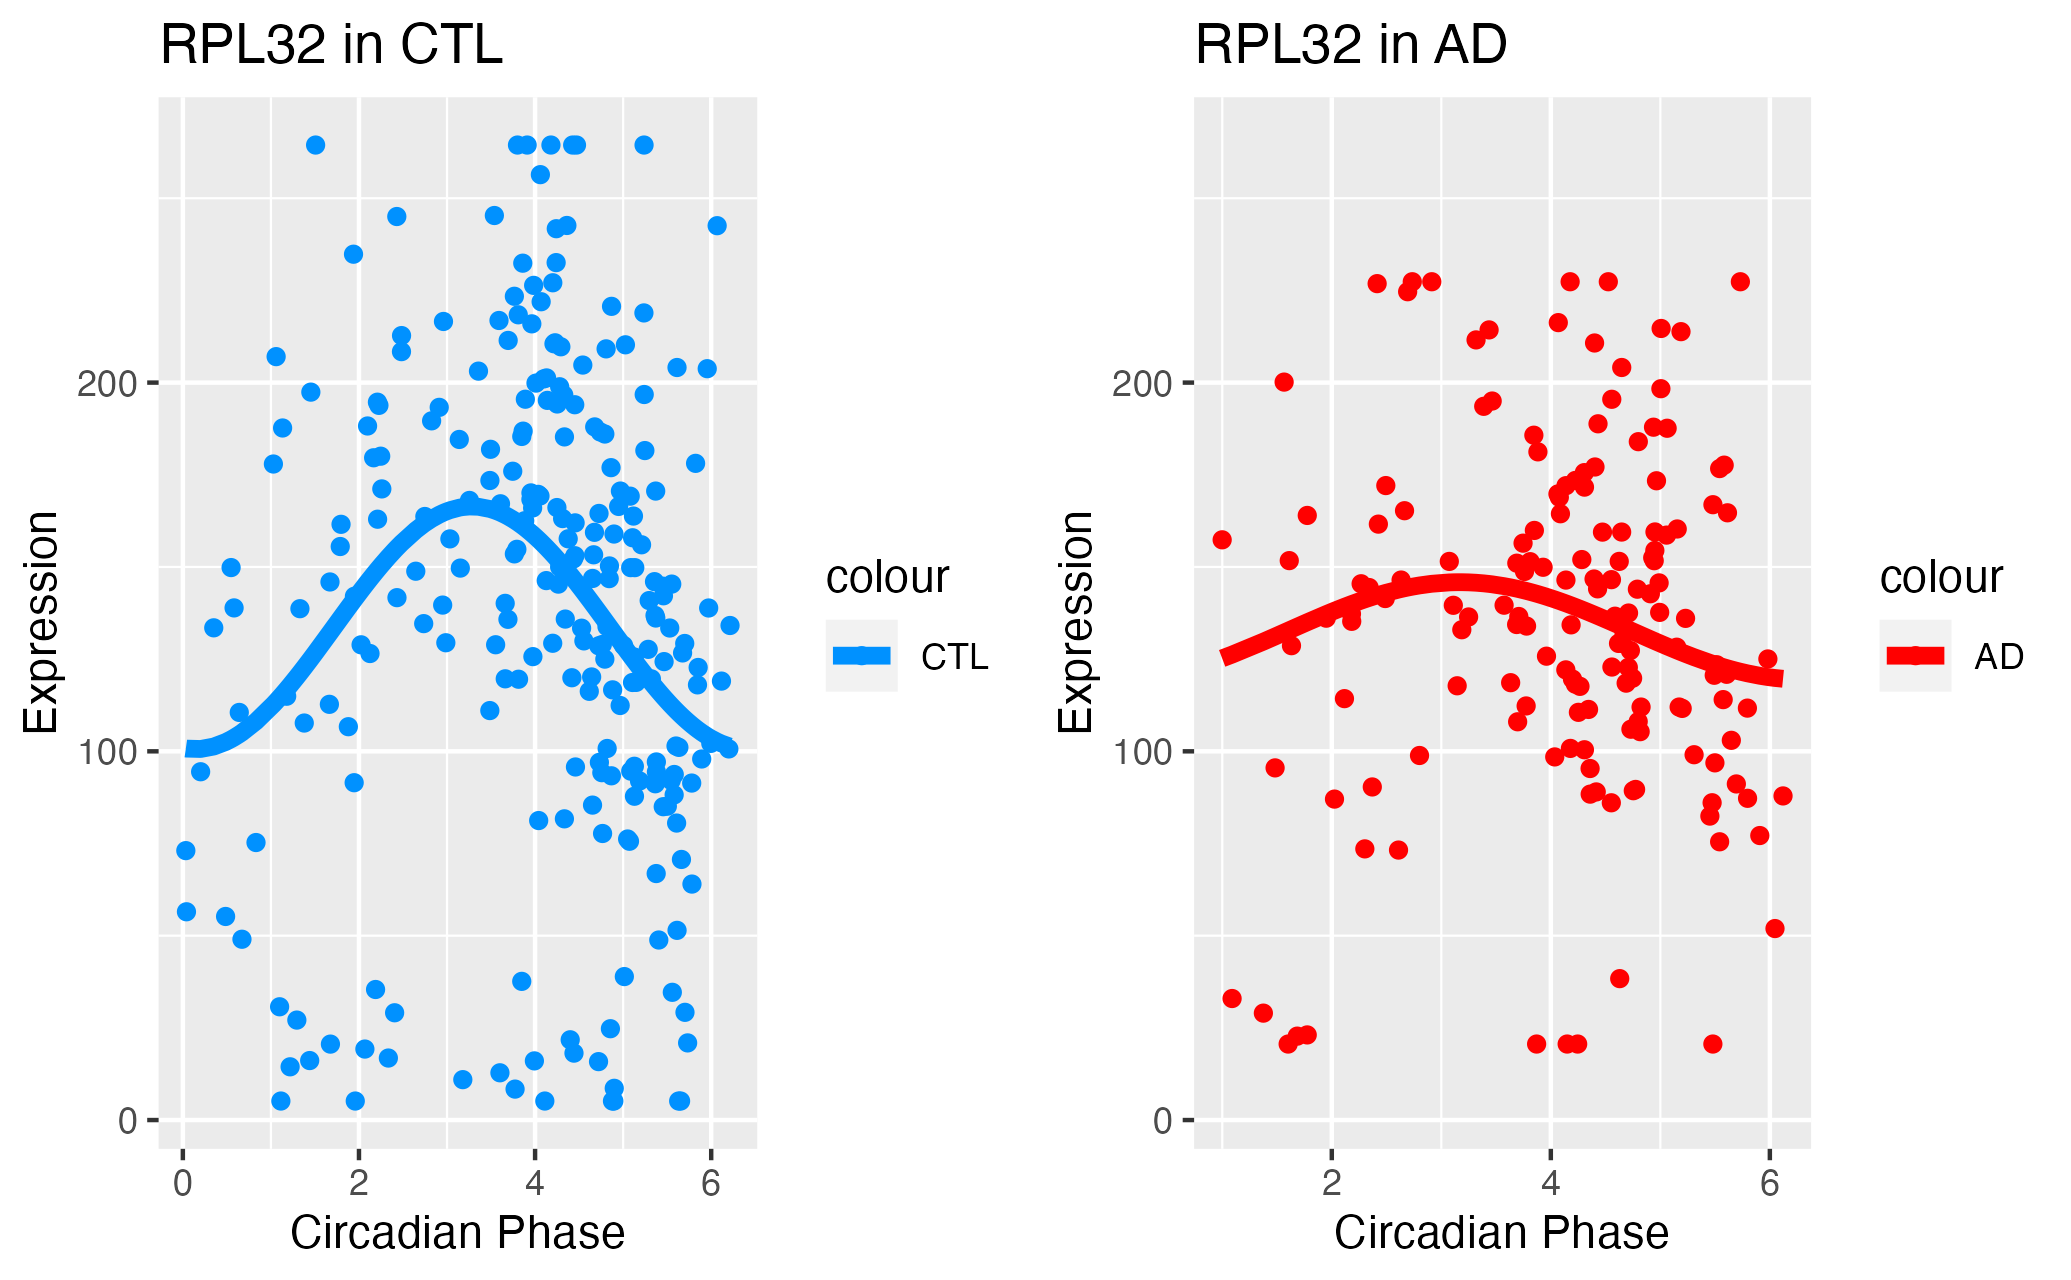 RPL32 in CTL
Expression
200
100
0
0 2 4 6
Circadian Phase
colour
CTL
RPL32 in AD
Expression
200
100
0
2 4 6
Circadian Phase
colour
AD